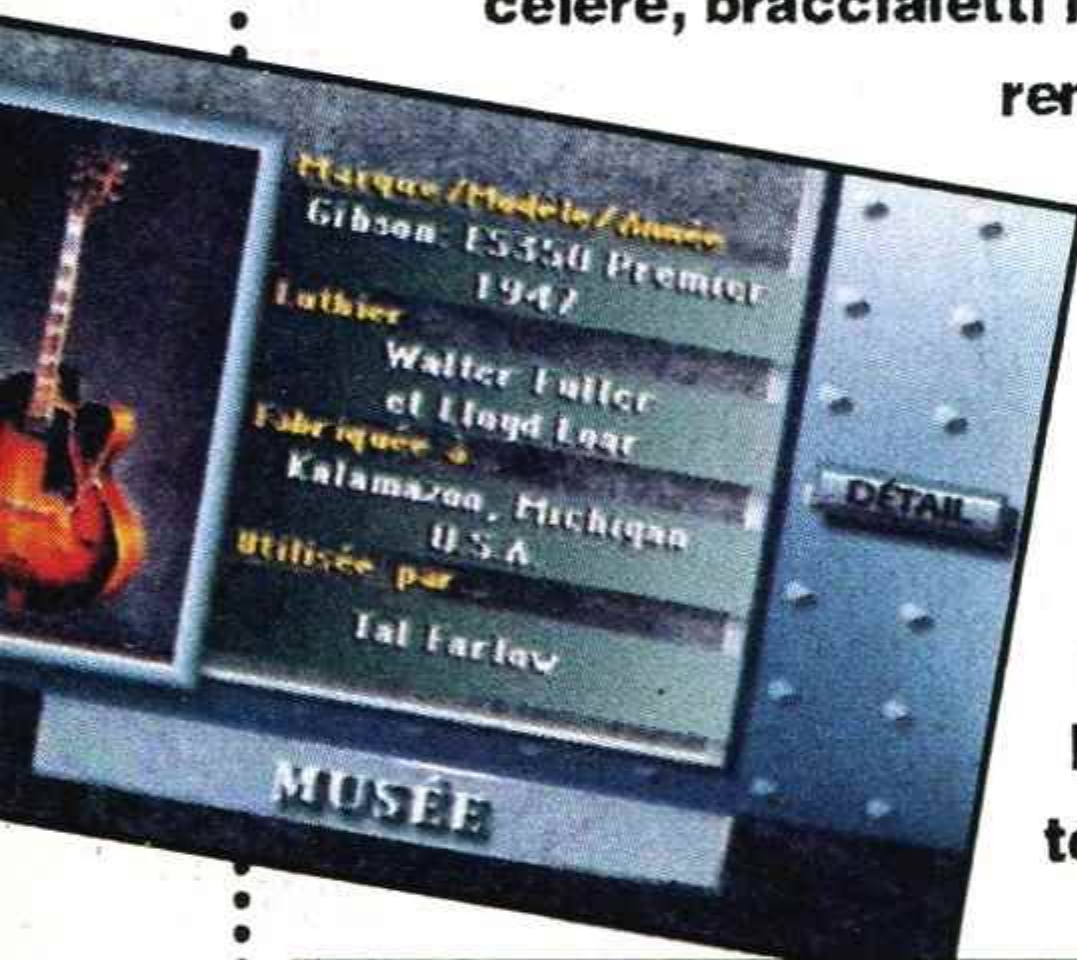 celere, braccialetti
Marque/Modèle/Année
Gibson: ES350 Premier
1947
Luthier
Walter Fuller
et Lloyd Loar
Fabriquée à
Kalamazoo, Michigan
U.S.A
Utilisée par
Tal Farlow
DÉTAIL
MUSÉE